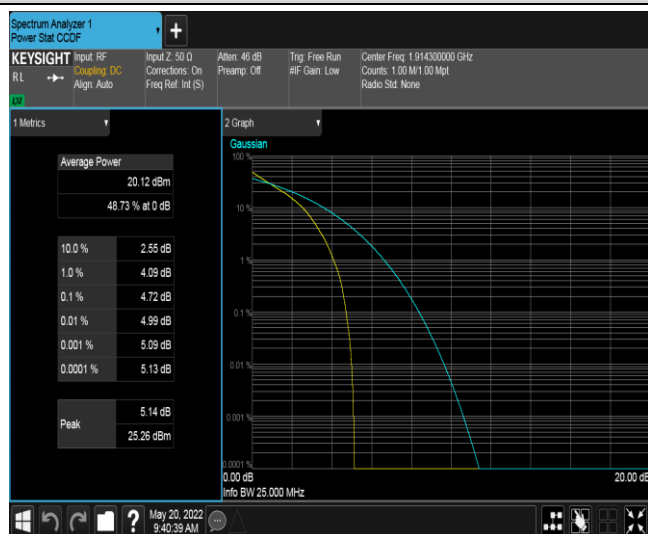 Spectrum Analyzer 1
Power Stat CCDF
+
KEYSIGHT
RL
LXI
Input: RF
Coupling: DC
Align: Auto
Input Z: 50 Ω
Corrections: On
Freq Ref: Int (S)
Atten: 46 dB
Preamp: Off
Trig: Free Run
#IF Gain: Low
Center Freq: 1.914300000 GHz
Counts: 1.00 M/1.00 Mpt
Radio Std: None
1 Metrics
Average Power
20.12 dBm
48.73 % at 0 dB
10.0 % 2.55 dB
1.0 % 4.09 dB
0.1 % 4.72 dB
0.01 % 4.99 dB
0.001 % 5.09 dB
0.0001 % 5.13 dB
Peak
5.14 dB
25.26 dBm
2 Graph
Gaussian
100 %
10 %
1 %
0.1 %
0.01 %
0.001 %
0.0001 %
0.00 dB 20.00 dB
Info BW 25.000 MHz
?
May 20, 2022
9:40:39 AM